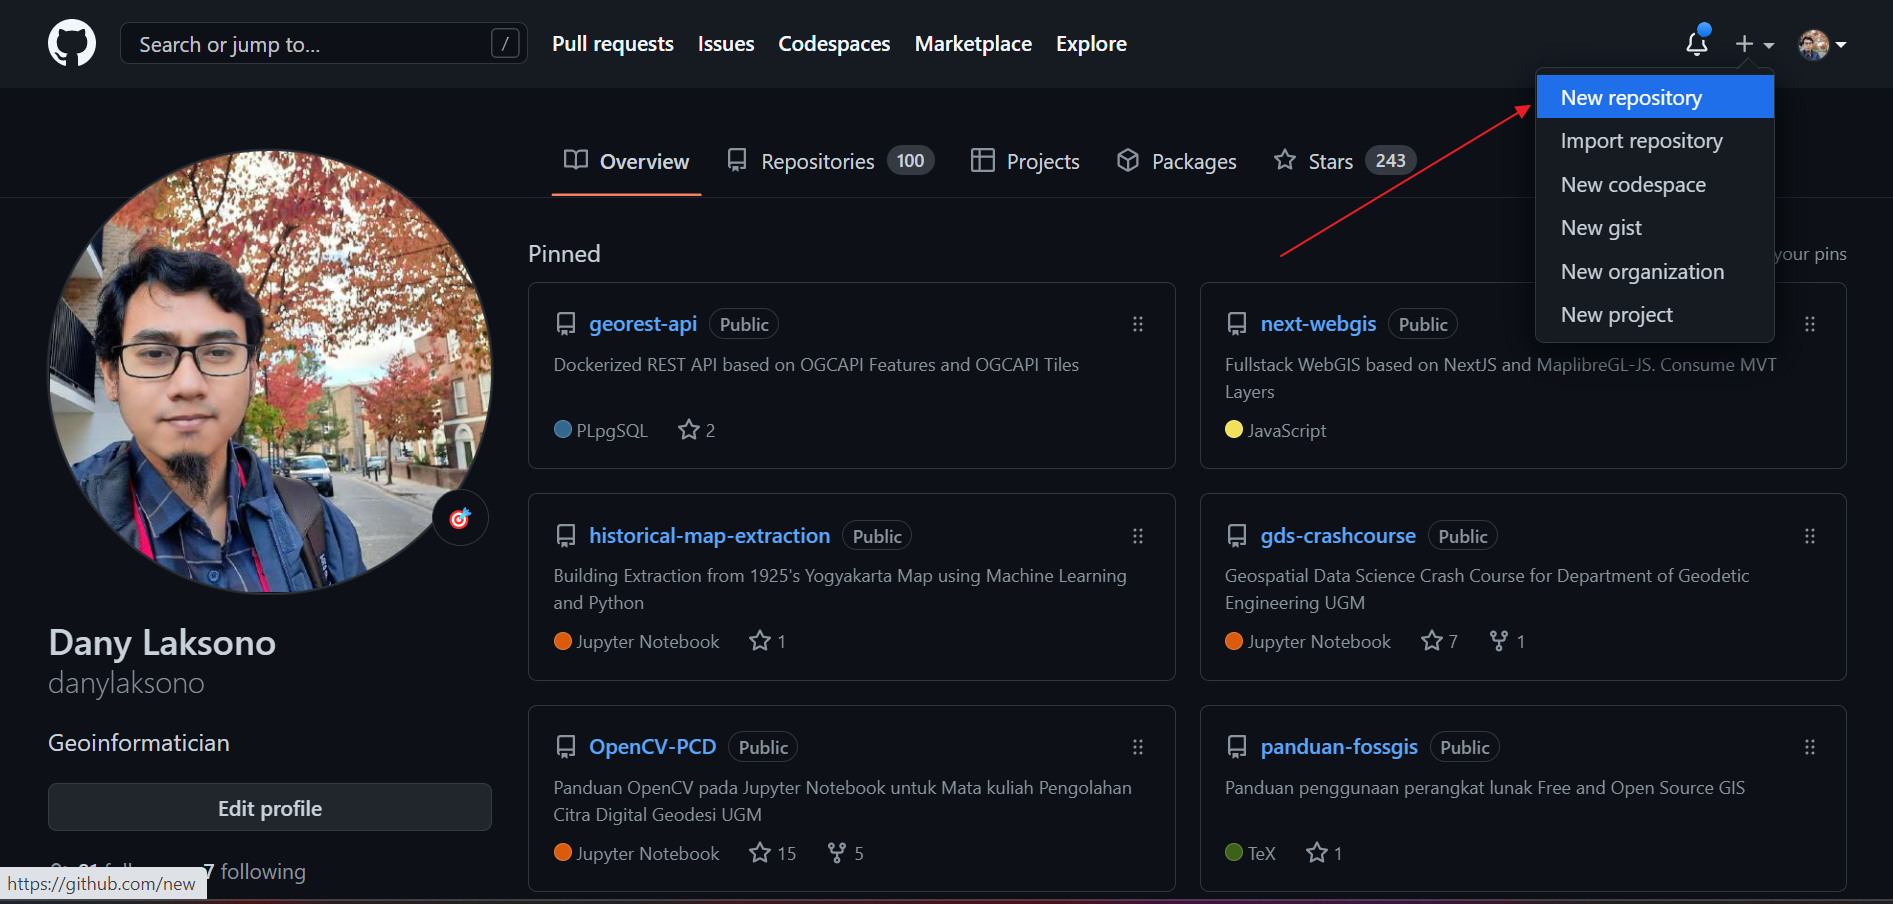 Search or jump to... /
Pull requests
Issues
Codespaces
Marketplace
Explore
New repository
Import repository
New codespace
New gist
New organization
New project
Overview
Repositories 100
Projects
Packages
Stars 243
Pinned
your pins
georest-api Public
Dockerized REST API based on OGCAPI Features and OGCAPI Tiles
PLpgSQL 2
next-webgis Public
Fullstack WebGIS based on NextJS and MaplibreGL-JS. Consume MVT
Layers
JavaScript
historical-map-extraction Public
Building Extraction from 1925's Yogyakarta Map using Machine Learning
and Python
Jupyter Notebook 1
gds-crashcourse Public
Geospatial Data Science Crash Course for Department of Geodetic
Engineering UGM
Jupyter Notebook 7 1
OpenCV-PCD Public
Panduan OpenCV pada Jupyter Notebook untuk Mata kuliah Pengolahan
Citra Digital Geodesi UGM
Jupyter Notebook 15 5
panduan-fossgis Public
Panduan penggunaan perangkat lunak Free and Open Source GIS
TeX 1
Dany Laksono
danylaksono
Geoinformatician
Edit profile
7 following
https://github.com/new